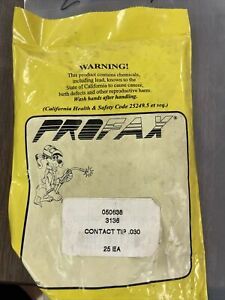 WARNING!
This product contains chemicals,
including lead, known to the
State of California to cause cancer,
birth defects and other reproductive harm.
Wash hands after handling.
(California Health & Safety Code 25249.5 et seq.)
PROFAX®
050636
3136
CONTACT TIP .030
25 EA